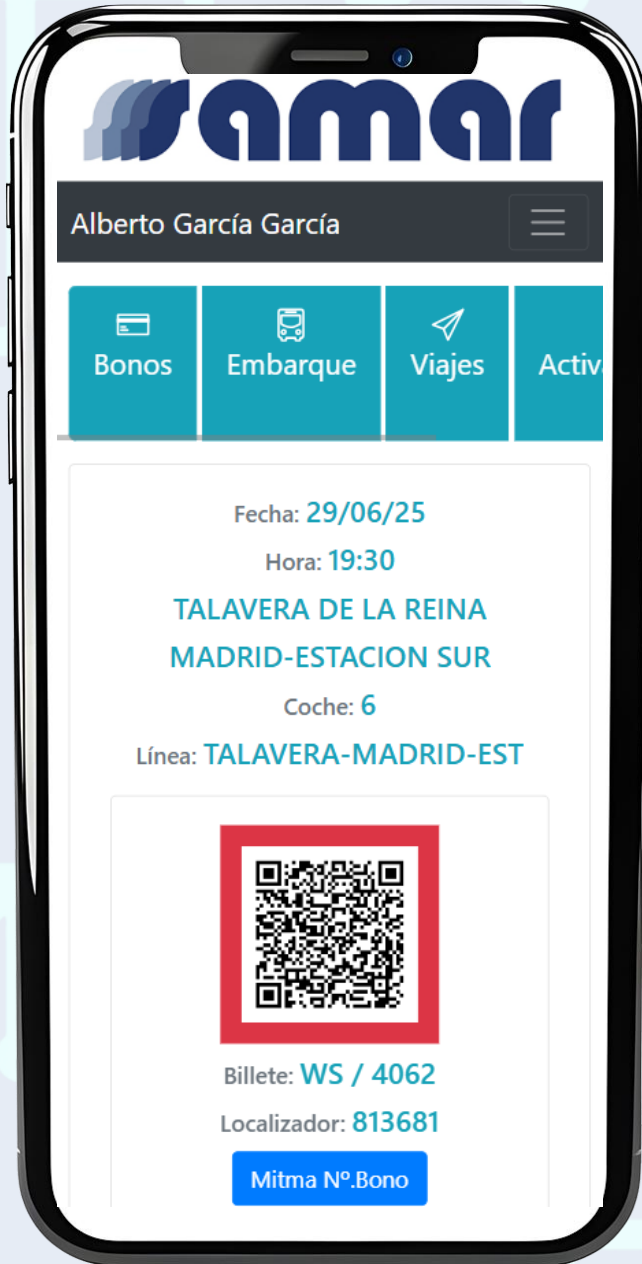 samar
Alberto García García
Bonos
Embarque
Viajes
Activ
Fecha: 29/06/25
Hora: 19:30
TALAVERA DE LA REINA
MADRID-ESTACION SUR
Coche: 6
Línea: TALAVERA-MADRID-EST
Billete: WS / 4062
Localizador: 813681
Mitma Nº.Bono